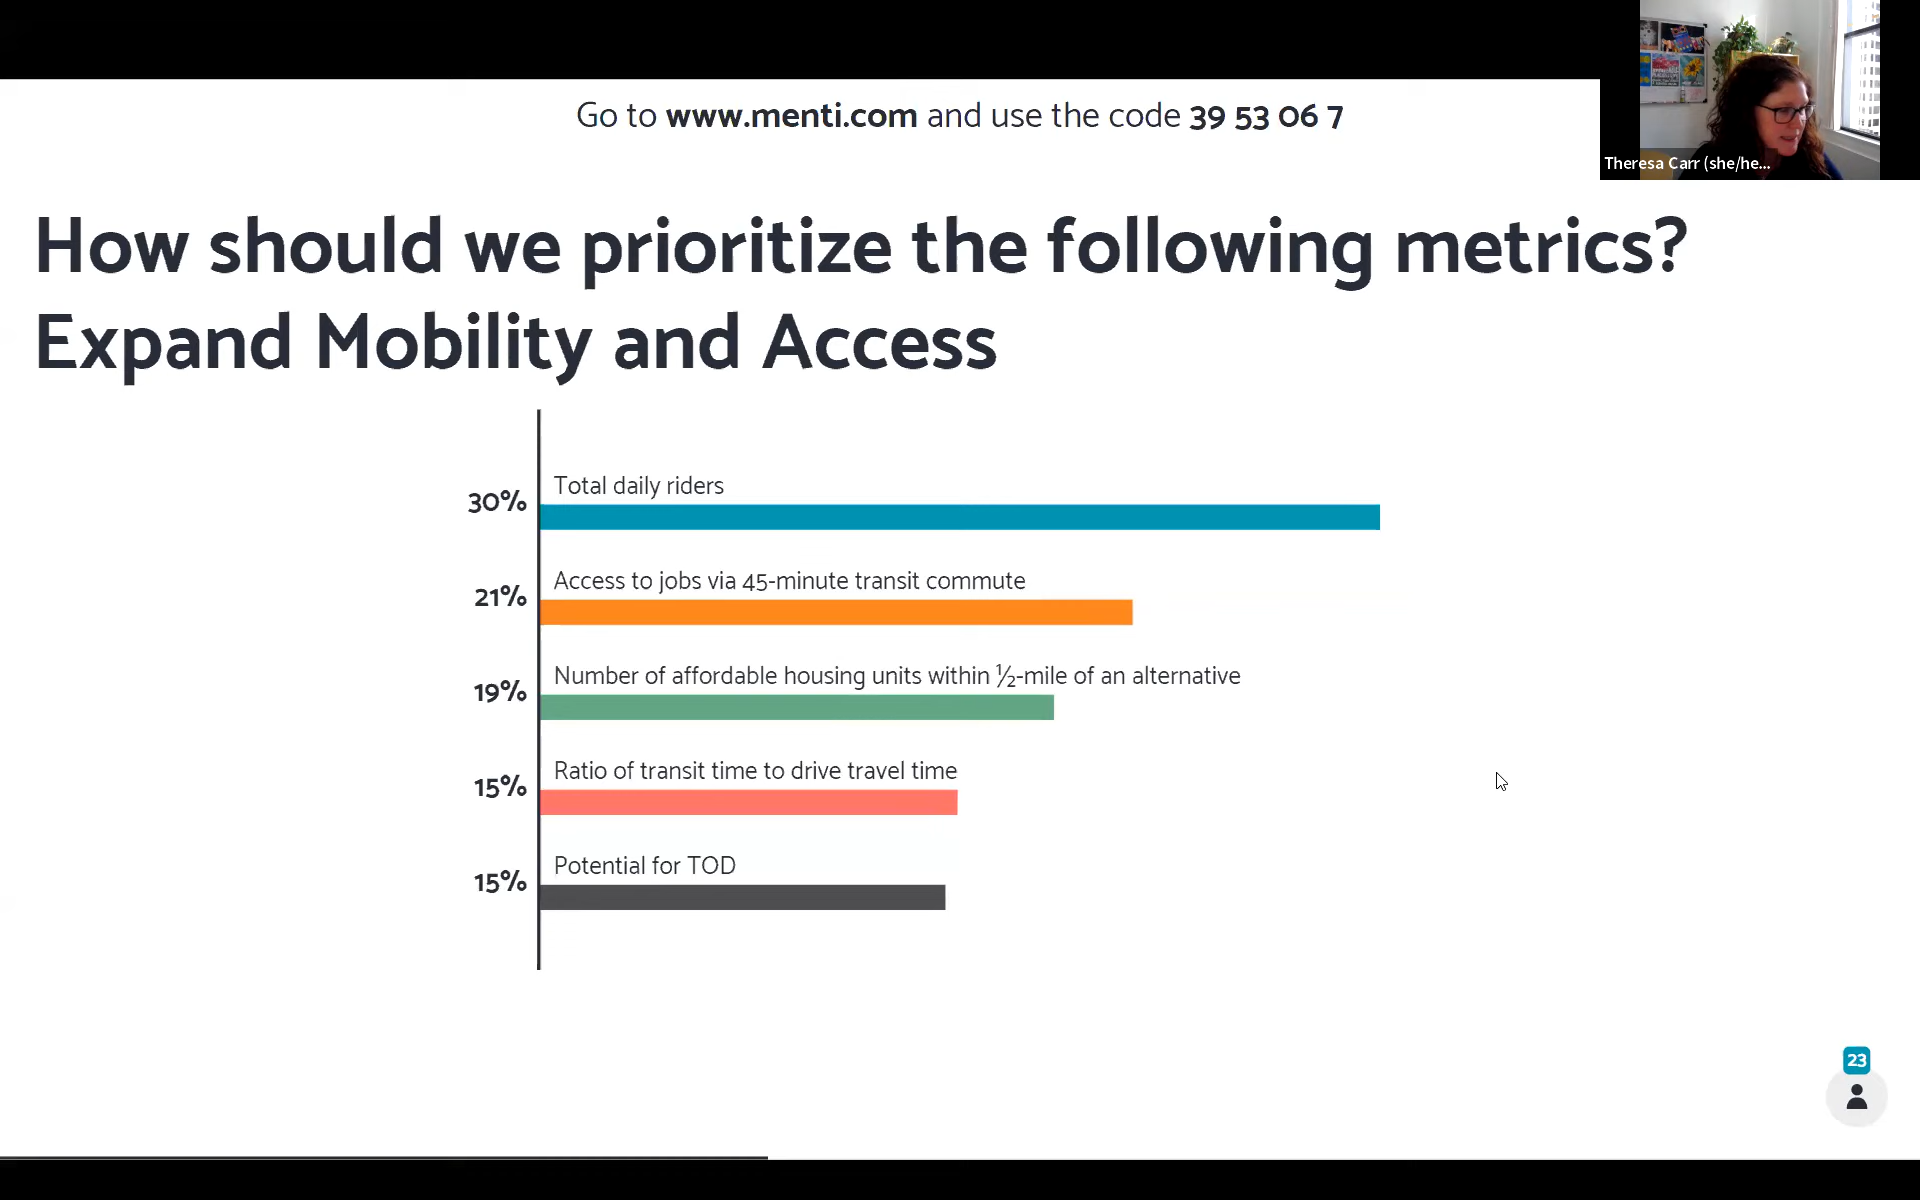 Go to www.menti.com and use the code 39 53 06 7
Theresa Carr (she/he...
How should we prioritize the following metrics?
Expand Mobility and Access
Total daily riders
30%
Access to jobs via 45-minute transit commute
21%
Number of affordable housing units within ½-mile of an alternative
19%
Ratio of transit time to drive travel time
15%
Potential for TOD
15%
23